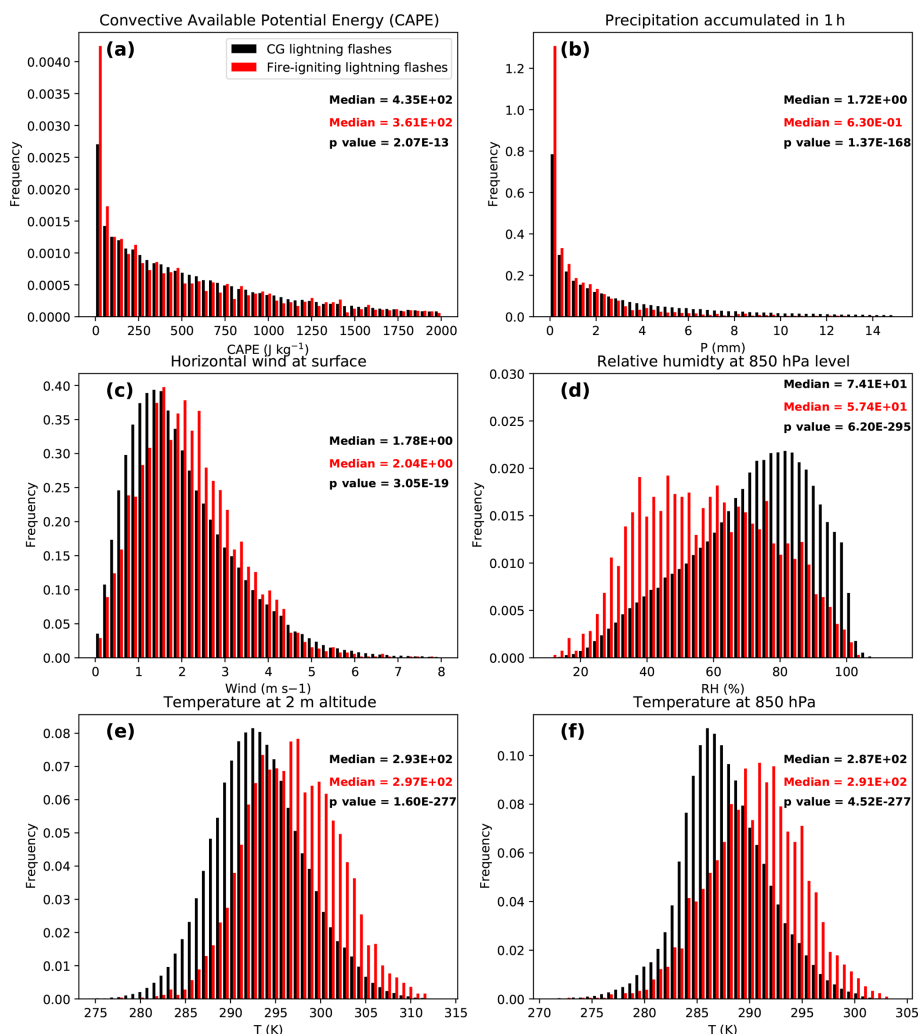 Convective Available Potential Energy (CAPE)
(a)
CG lightning flashes
Fire-igniting lightning flashes
Median = 4.35E+02
Median = 3.61E+02
p value = 2.07E-13
Frequency
0.0040
0.0035
0.0030
0.0025
0.0020
0.0015
0.0010
0.0005
0.0000
0 250 500 750 1000 1250 1500 1750 2000
CAPE (J kg⁻¹)
Precipitation accumulated in 1 h
(b)
Median = 1.72E+00
Median = 6.30E-01
p value = 1.37E-168
Frequency
1.2
1.0
0.8
0.6
0.4
0.2
0.0
0 2 4 6 8 10 12 14
P (mm)
Horizontal wind at surface
(c)
Median = 1.78E+00
Median = 2.04E+00
p value = 3.05E-19
Frequency
0.40
0.35
0.30
0.25
0.20
0.15
0.10
0.05
0.00
0 1 2 3 4 5 6 7 8
Wind (m s−1)
Relative humidity at 850 hPa level
(d)
Median = 7.41E+01
Median = 5.74E+01
p value = 6.20E-295
Frequency
0.030
0.025
0.020
0.015
0.010
0.005
0.000
20 40 60 80 100
RH (%)
Temperature at 2 m altitude
(e)
Median = 2.93E+02
Median = 2.97E+02
p value = 1.60E-277
Frequency
0.08
0.07
0.06
0.05
0.04
0.03
0.02
0.01
0.00
275 280 285 290 295 300 305 310 315
T (K)
Temperature at 850 hPa
(f)
Median = 2.87E+02
Median = 2.91E+02
p value = 4.52E-277
Frequency
0.10
0.08
0.06
0.04
0.02
0.00
270 275 280 285 290 295 300 305
T (K)